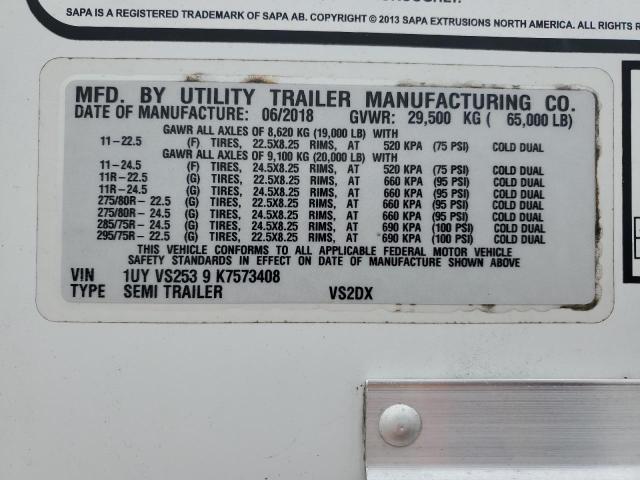 SAPA IS A REGISTERED TRADEMARK OF SAPA AB. COPYRIGHT © 2013 SAPA EXTRUSIONS NORTH AMERICA. ALL RIGHTS
MFD. BY UTILITY TRAILER MANUFACTURING CO.
DATE OF MANUFACTURE: 06/2018 GVWR: 29,500 KG ( 65,000 LB)
GAWR ALL AXLES OF 8,620 KG (19,000 LB) WITH
11-22.5 (F) TIRES, 22.5X8.25 RIMS, AT 520 KPA (75 PSI) COLD DUAL
GAWR ALL AXLES OF 9,100 KG (20,000 LB) WITH
11-24.5 (F) TIRES, 24.5X8.25 RIMS, AT 520 KPA (75 PSI) COLD DUAL
11R-22.5 (G) TIRES, 22.5X8.25 RIMS, AT 660 KPA (95 PSI) COLD DUAL
11R-24.5 (G) TIRES, 24.5X8.25 RIMS, AT 660 KPA (95 PSI) COLD DUAL
275/80R-22.5 (G) TIRES, 22.5X8.25 RIMS, AT 660 KPA (95 PSI) COLD DUAL
275/80R-24.5 (G) TIRES, 24.5X8.25 RIMS, AT 660 KPA (95 PSI) COLD DUAL
285/75R-24.5 (G) TIRES, 24.5X8.25 RIMS, AT 690 KPA (100 PSI) COLD DUAL
295/75R-22.5 (G) TIRES, 22.5X8.25 RIMS, AT 690 KPA (100 PSI) COLD DUAL
THIS VEHICLE CONFORMS TO ALL APPLICABLE FEDERAL MOTOR VEHICLE
SAFETY STANDARDS IN EFFECT ON DATE OF MANUFACTURE SHOWN ABOVE
VIN 1UY VS253 9 K7573408
TYPE SEMI TRAILER VS2DX